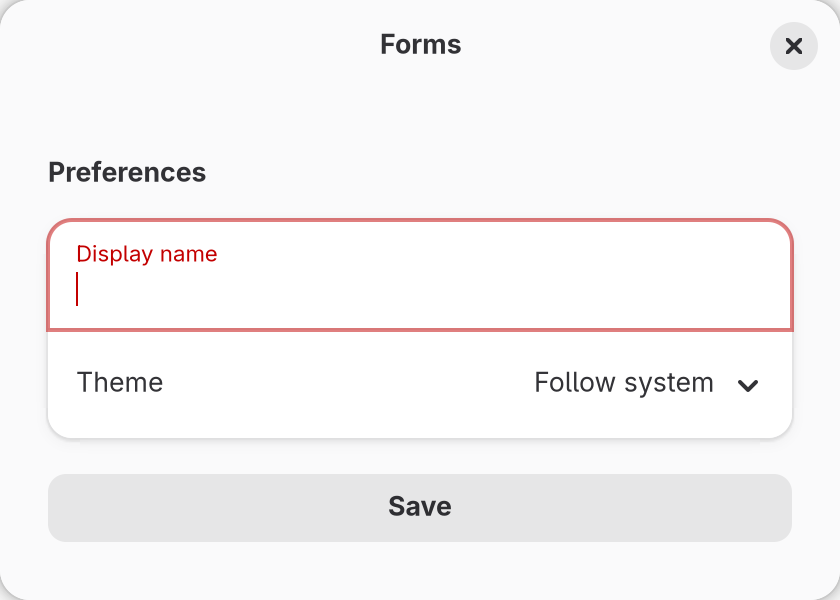 Forms
Preferences
Display name
Theme Follow system
Save